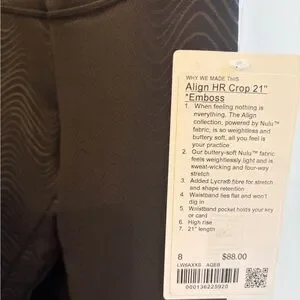 WHY WE MADE THIS
Align HR Crop 21"
*Emboss
1. When feeling nothing is
everything. The Align
collection, powered by Nulu™
fabric, is so weightless and
buttery soft, all you feel is
your practice
2. Our buttery-soft Nulu™ fabric
feels weightlessly light and is
sweat-wicking and four-way
stretch
3. Added Lycra® fibre for stretch
and shape retention
4. Waistband lies flat and won't
dig in
5. Waistband pocket holds your key
or card
6. High rise
7. 21" length
8 $88.00
LW6AXXS AQEB
000136225920